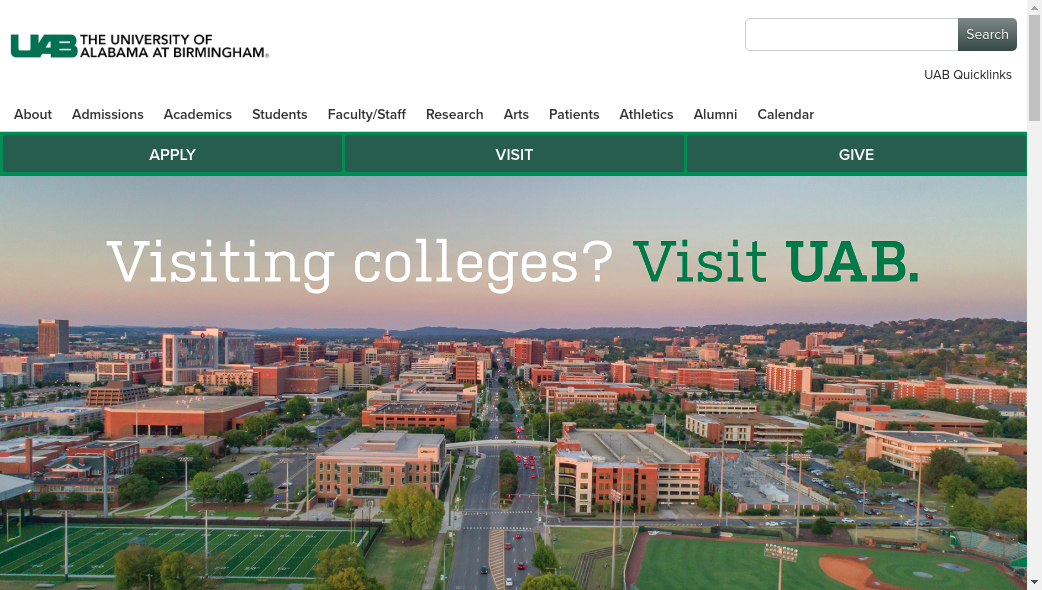 UAB THE UNIVERSITY OF
ALABAMA AT BIRMINGHAM®
Search
UAB Quicklinks
About Admissions Academics Students Faculty/Staff Research Arts Patients Athletics Alumni Calendar
APPLY VISIT GIVE
Visiting colleges? Visit UAB.